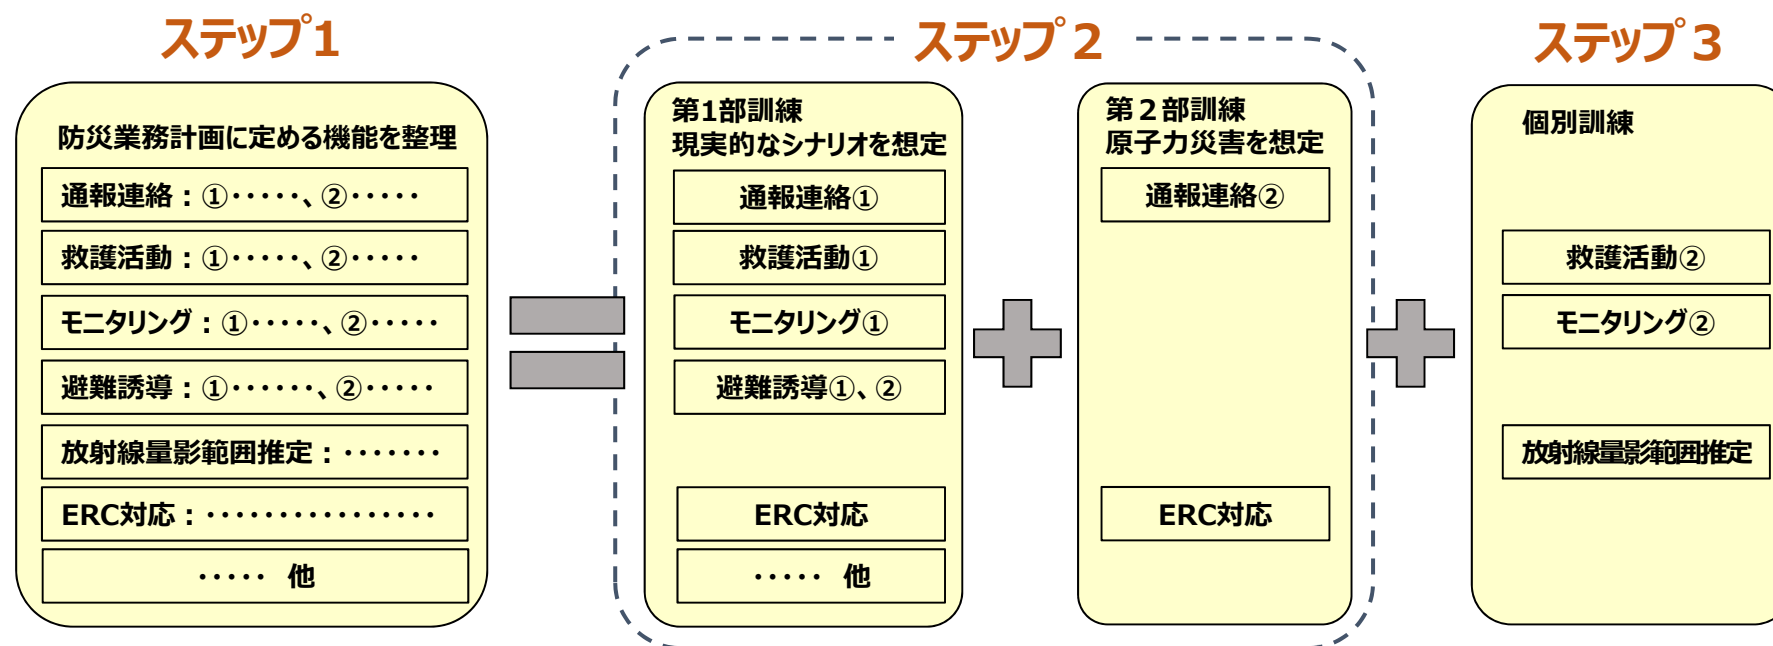 ステップ1
防災業務計画に定める機能を整理
通報連絡：①・・・・・、②・・・・・
救護活動：①・・・・・、②・・・・・
モニタリング：①・・・・・、②・・・・・
避難誘導：①・・・・・・、②・・・・・
放射線量影範囲推定：・・・・・・・
ERC対応：・・・・・・・・・・・・・・・・
・・・・・ 他
ステップ２
第1部訓練
現実的なシナリオを想定
通報連絡①
救護活動①
モニタリング①
避難誘導①、②
ERC対応
・・・・・ 他
第２部訓練
原子力災害を想定
通報連絡②
ERC対応
ステップ３
個別訓練
救護活動②
モニタリング②
放射線量影範囲推定